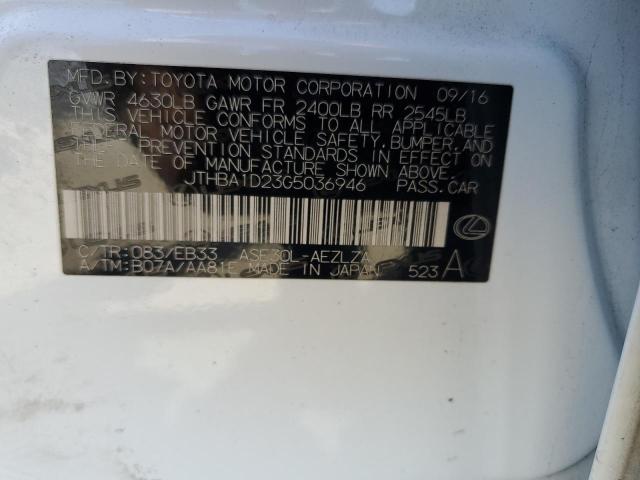 MFD. BY: TOYOTA MOTOR CORPORATION 09/16
GVWR 4630LB GAWR FR 2400LB RR 2545LB
THIS VEHICLE CONFORMS TO ALL APPLICABLE
FEDERAL MOTOR VEHICLE SAFETY, BUMPER, AND
THEFT PREVENTION STANDARDS IN EFFECT ON
THE DATE OF MANUFACTURE SHOWN ABOVE.
JTHBA1D23G5036946 PASS. CAR
C/TR: 083/EB33 ASE30L-AEZLZA
A/TM: B07A/AA81E MADE IN JAPAN 523 A